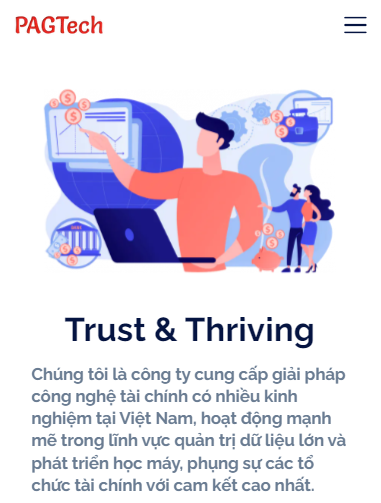 PAGTech
Trust & Thriving
Chúng tôi là công ty cung cấp giải pháp
công nghệ tài chính có nhiều kinh
nghiệm tại Việt Nam, hoạt động mạnh
mẽ trong lĩnh vực quản trị dữ liệu lớn và
phát triển học máy, phụng sự các tổ
chức tài chính với cam kết cao nhất.